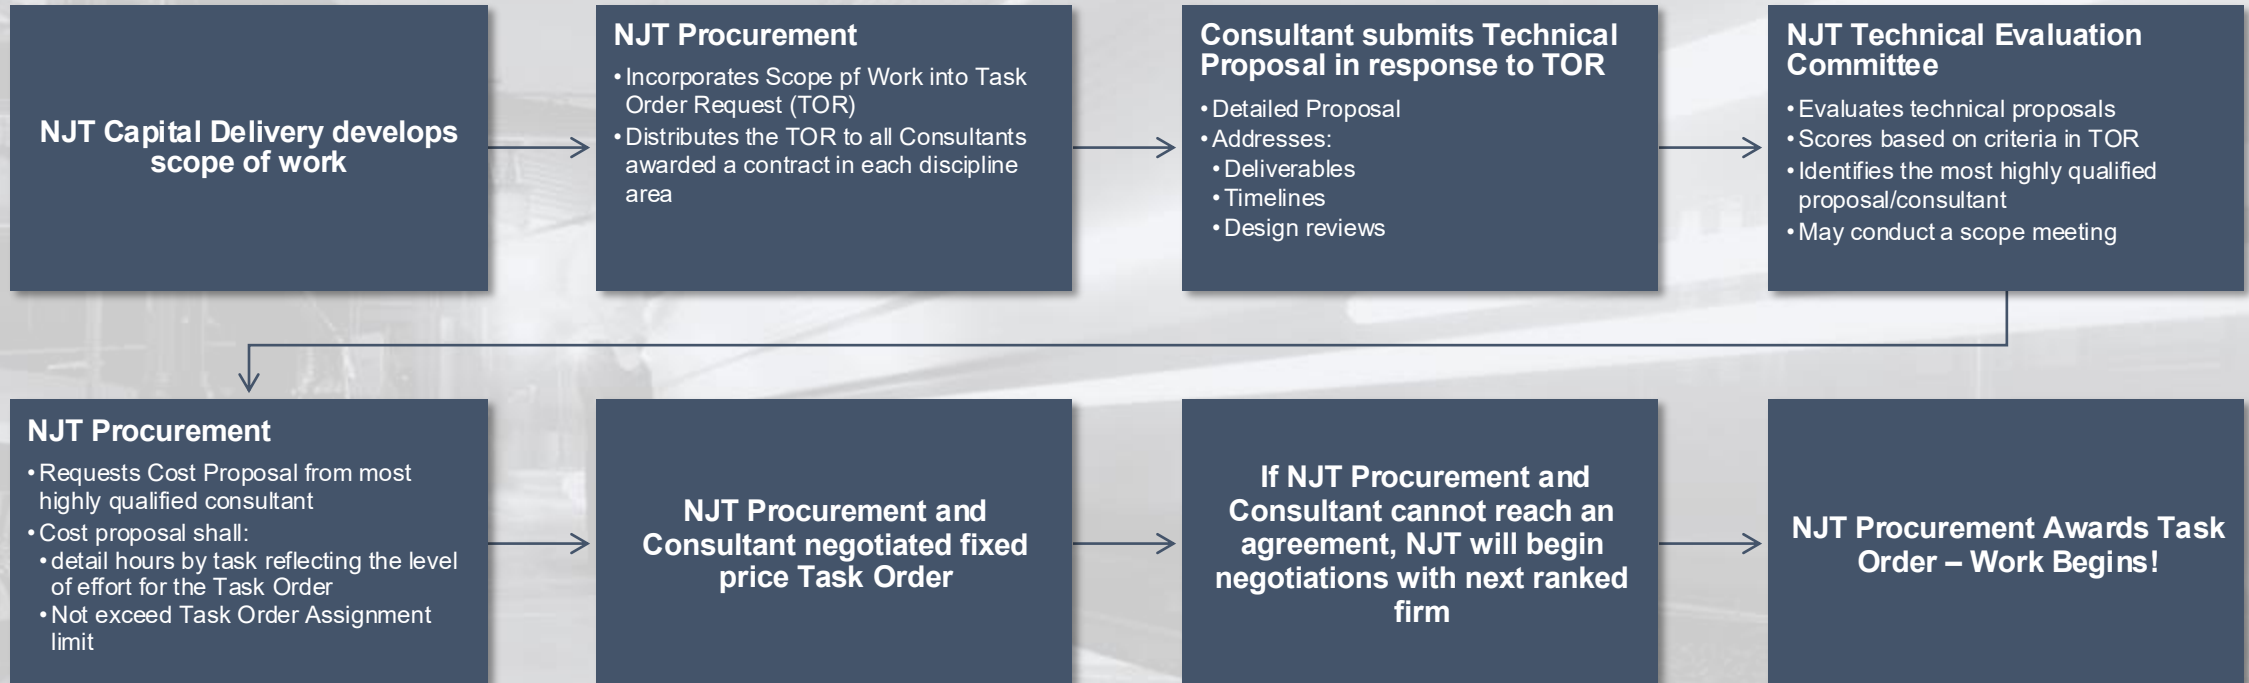 NJT Capital Delivery develops
scope of work
NJT Procurement
•Incorporates Scope pf Work into Task
Order Request (TOR)
•Distributes the TOR to all Consultants
awarded a contract in each discipline
area
Consultant submits Technical
Proposal in response to TOR
•Detailed Proposal
•Addresses:
•Deliverables
•Timelines
•Design reviews
NJT Technical Evaluation
Committee
•Evaluates technical proposals
•Scores based on criteria in TOR
•Identifies the most highly qualified
proposal/consultant
•May conduct a scope meeting
NJT Procurement
•Requests Cost Proposal from most
highly qualified consultant
•Cost proposal shall:
•detail hours by task reflecting the level
of effort for the Task Order
•Not exceed Task Order Assignment
limit
NJT Procurement and
Consultant negotiated fixed
price Task Order
If NJT Procurement and
Consultant cannot reach an
agreement, NJT will begin
negotiations with next ranked
firm
NJT Procurement Awards Task
Order – Work Begins!